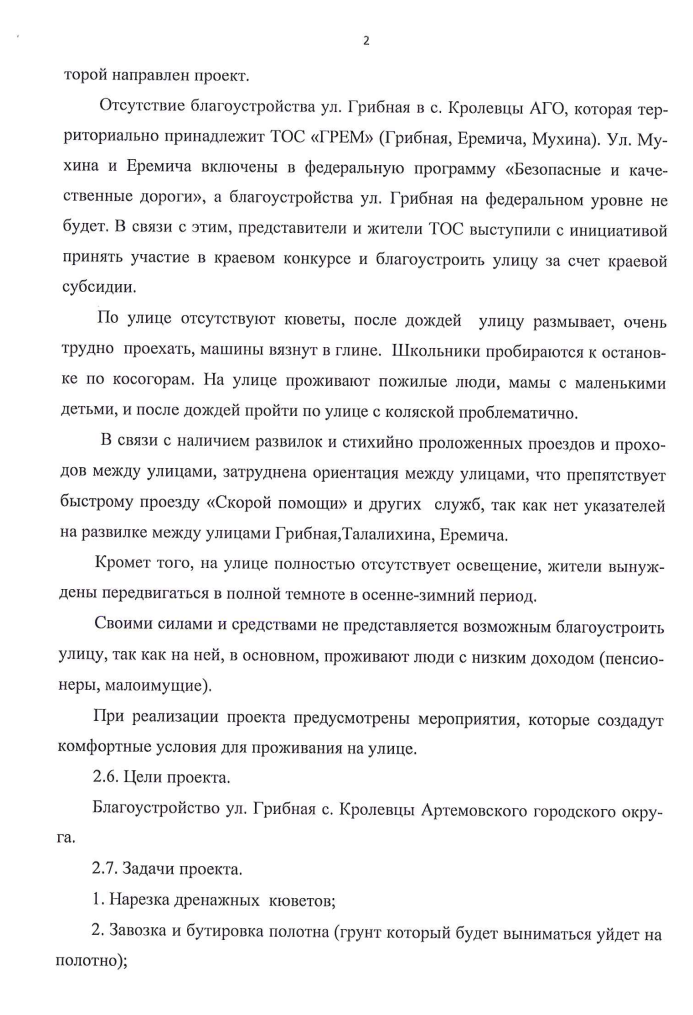 2
торой направлен проект.
Отсутствие благоустройства ул. Грибная в с. Кролевцы АГО, которая тер-
риториально принадлежит ТОС «ГРЕМ» (Грибная, Еремича, Мухина). Ул. Му-
хина и Еремича включены в федеральную программу «Безопасные и каче-
ственные дороги», а благоустройства ул. Грибная на федеральном уровне не
будет. В связи с этим, представители и жители ТОС выступили с инициативой
принять участие в краевом конкурсе и благоустроить улицу за счет краевой
субсидии.
По улице отсутствуют кюветы, после дождей улицу размывает, очень
трудно проехать, машины вязнут в глине. Школьники пробираются к останов-
ке по косогорам. На улице проживают пожилые люди, мамы с маленькими
детьми, и после дождей пройти по улице с коляской проблематично.
В связи с наличием развилок и стихийно проложенных проездов и прохо-
дов между улицами, затруднена ориентация между улицами, что препятствует
быстрому проезду «Скорой помощи» и других служб, так как нет указателей
на развилке между улицами Грибная,Талалихина, Еремича.
Кромет того, на улице полностью отсутствует освещение, жители вынуж-
дены передвигаться в полной темноте в осенне-зимний период.
Своими силами и средствами не представляется возможным благоустроить
улицу, так как на ней, в основном, проживают люди с низким доходом (пенсио-
неры, малоимущие).
При реализации проекта предусмотрены мероприятия, которые создадут
комфортные условия для проживания на улице.
2.6. Цели проекта.
Благоустройство ул. Грибная с. Кролевцы Артемовского городского окру-
га.
2.7. Задачи проекта.
1. Нарезка дренажных кюветов;
2. Завозка и бутировка полотна (грунт который будет выниматься уйдет на
полотно);